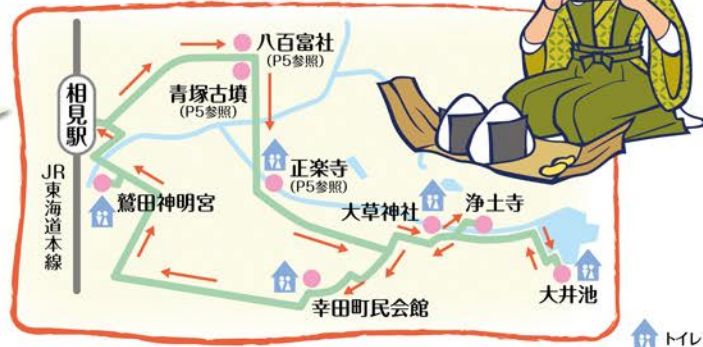 八百富社
(P5参照)
青塚古墳
(P5参照)
相見駅
JR東海道本線
正楽寺
(P5参照)
鷲田神明宮
大草神社
浄土寺
大井池
幸田町民会館
トイレ